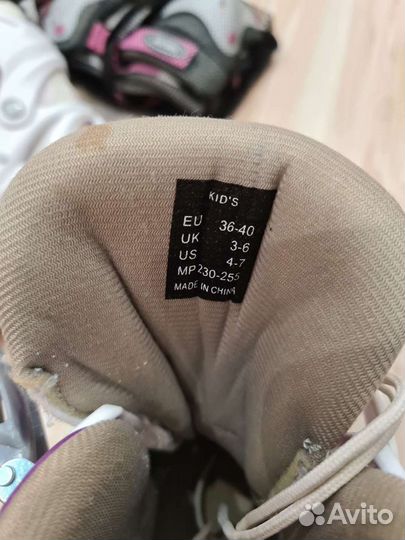 KID'S
EU 36-40
UK 3-6
US 4-7
MP 230-255
MADE IN CHINA
Avito